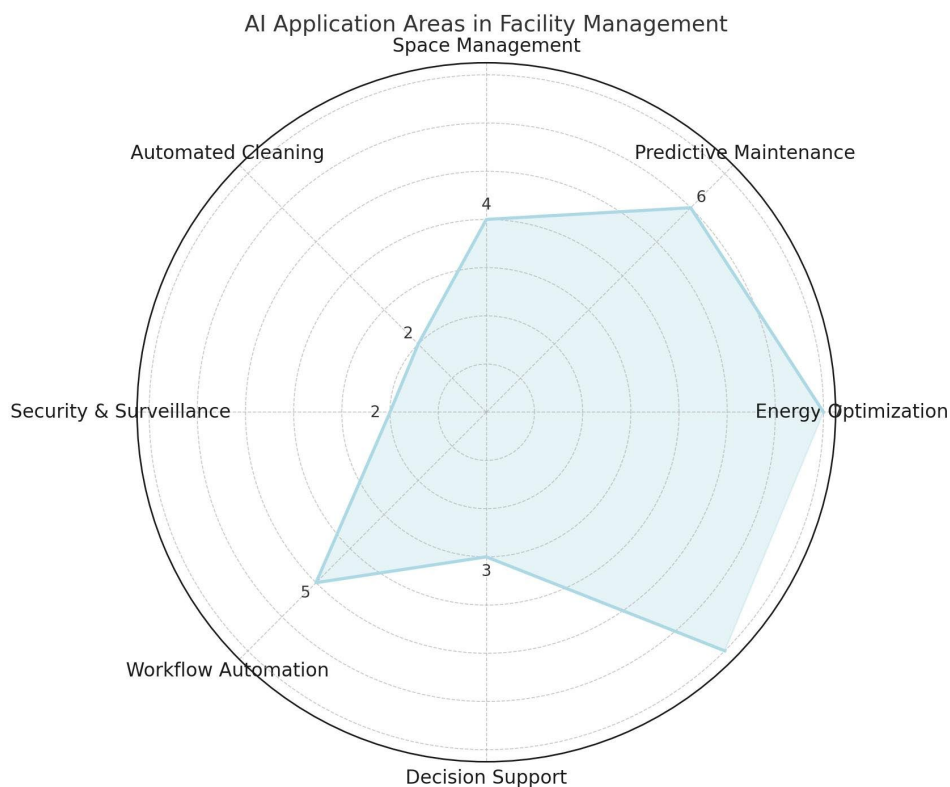 AI Application Areas in Facility Management
Space Management
Automated Cleaning
Predictive Maintenance
6
4
2
Security & Surveillance
2
Energy Optimization
3
5
Workflow Automation
Decision Support